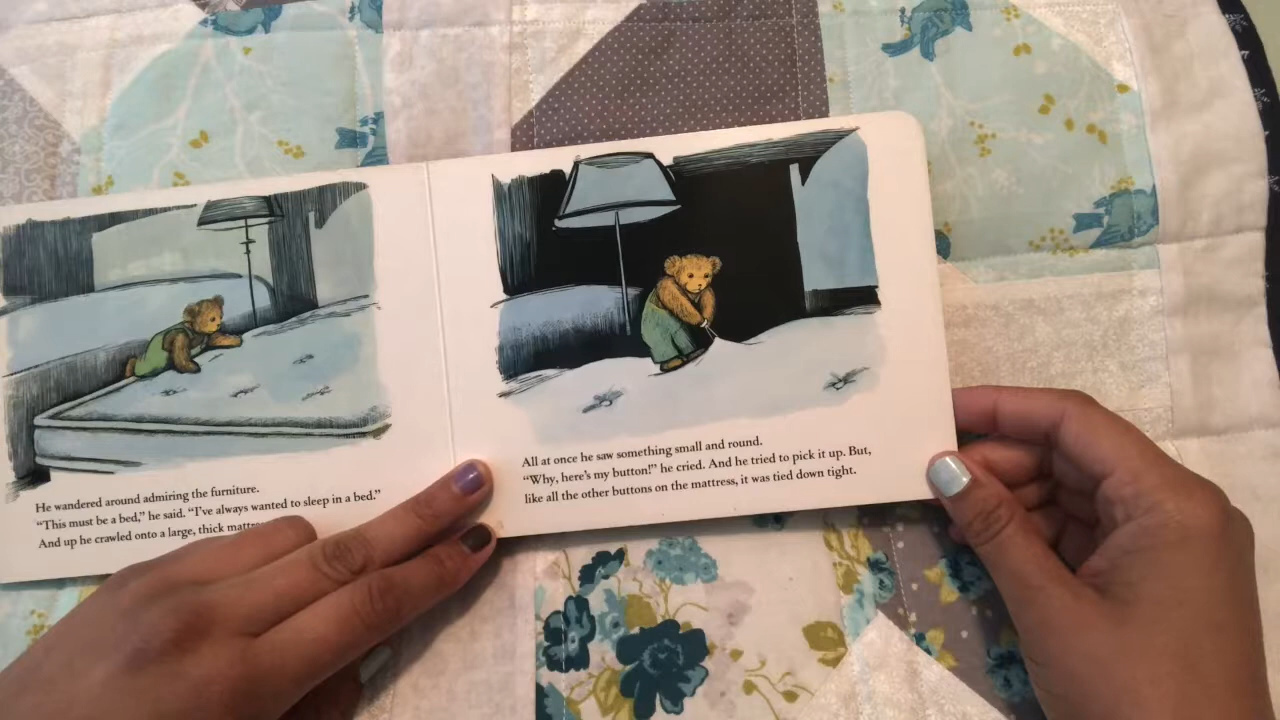 He wandered around admiring the furniture.
“This must be a bed,” he said. “I’ve always wanted to sleep in a bed.”
And up he crawled onto a large, thick
All at once he saw something small and round.
“Why, here’s my button!” he cried. And he tried to pick it up. But,
like all the other buttons on the mattress, it was tied down tight.